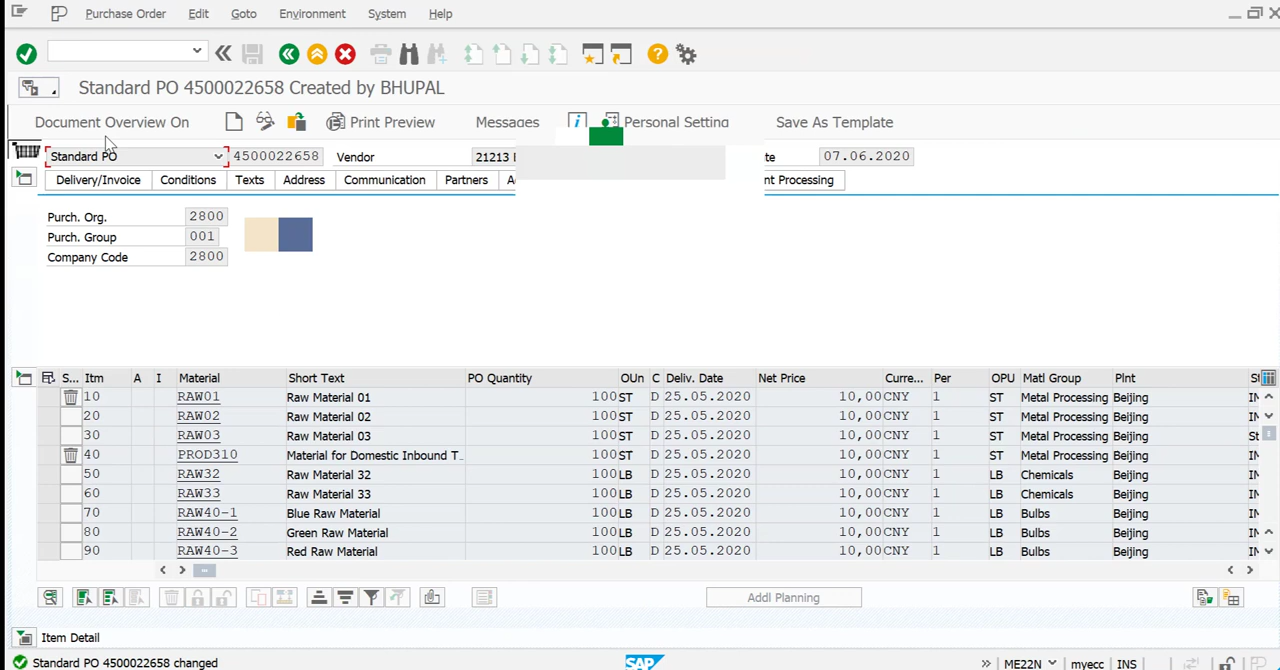 Purchase Order Edit Goto Environment System Help
Standard PO 4500022658 Created by BHUPAL
Document Overview On Print Preview Messages Personal Setting Save As Template
Standard PO 4500022658 Vendor 21213 07.06.2020
Delivery/Invoice Conditions Texts Address Communication Partners Processing
Purch. Org. 2800
Purch. Group 001
Company Code 2800
S... Itm A I Material Short Text PO Quantity OUn C Deliv. Date Net Price Curre... Per OPU Matl Group Plnt
10 RAW01 Raw Material 01 100 ST D 25.05.2020 10,00 CNY 1 ST Metal Processing Beijing
20 RAW02 Raw Material 02 100 ST D 25.05.2020 10,00 CNY 1 ST Metal Processing Beijing
30 RAW03 Raw Material 03 100 ST D 25.05.2020 10,00 CNY 1 ST Metal Processing Beijing
40 PROD310 Material for Domestic Inbound T... 100 ST D 25.05.2020 10,00 CNY 1 ST Metal Processing Beijing
50 RAW32 Raw Material 32 100 LB D 25.05.2020 10,00 CNY 1 LB Chemicals Beijing
60 RAW33 Raw Material 33 100 LB D 25.05.2020 10,00 CNY 1 LB Chemicals Beijing
70 RAW40-1 Blue Raw Material 100 LB D 25.05.2020 10,00 CNY 1 LB Bulbs Beijing
80 RAW40-2 Green Raw Material 100 LB D 25.05.2020 10,00 CNY 1 LB Bulbs Beijing
90 RAW40-3 Red Raw Material 100 LB D 25.05.2020 10,00 CNY 1 LB Bulbs Beijing
Addl Planning
Item Detail
Standard PO 4500022658 changed SAP ME22N myecc INS